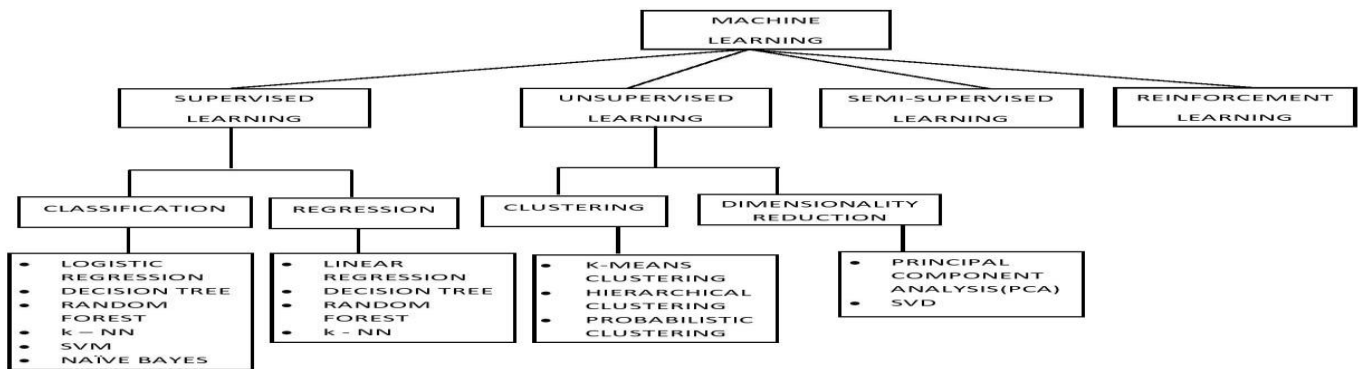 MACHINE
LEARNING
SUPERVISED
LEARNING
UNSUPERVISED
LEARNING
SEMI-SUPERVISED
LEARNING
REINFORCEMENT
LEARNING
CLASSIFICATION
REGRESSION
CLUSTERING
DIMENSIONALITY
REDUCTION
• LOGISTIC
REGRESSION
• DECISION TREE
• RANDOM
FOREST
• k – NN
• SVM
• NAÏVE BAYES
• LINEAR
REGRESSION
• DECISION TREE
• RANDOM
FOREST
• k - NN
• K-MEANS
CLUSTERING
• HIERARCHICAL
CLUSTERING
• PROBABILISTIC
CLUSTERING
• PRINCIPAL
COMPONENT
ANALYSIS(PCA)
• SVD